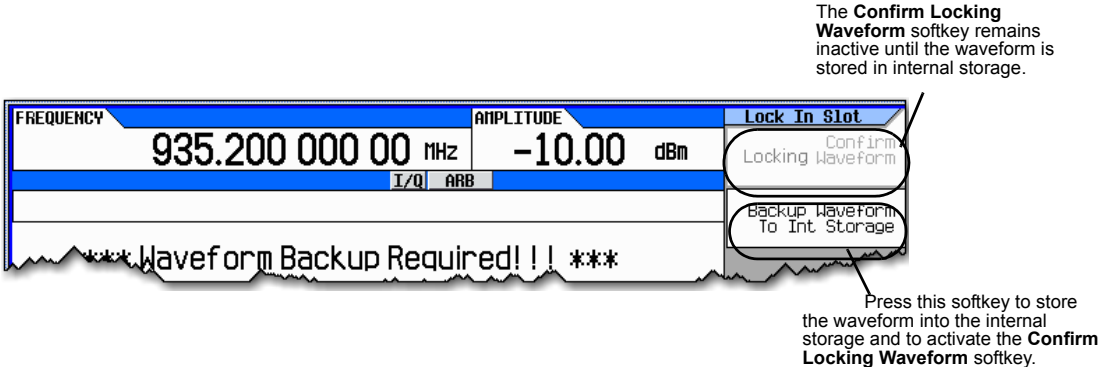 The Confirm Locking
Waveform softkey remains
inactive until the waveform is
stored in internal storage.
FREQUENCY
AMPLITUDE
Lock In Slot
935.200 000 00 MHz
-10.00 dBm
Confirm
Locking Waveform
I/Q ARB
Backup Waveform
To Int Storage
*** Waveform Backup Required!!! ***
Press this softkey to store
the waveform into the internal
storage and to activate the Confirm
Locking Waveform softkey.